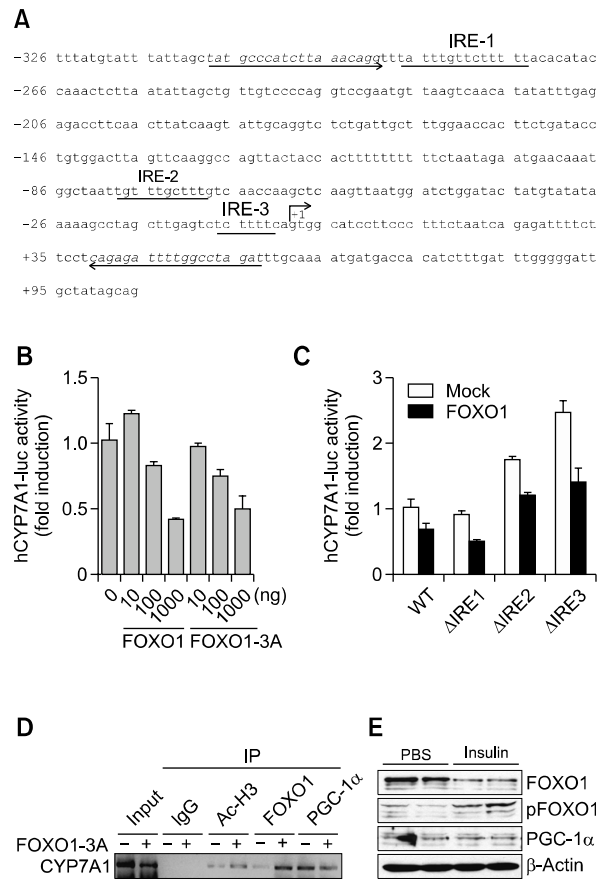 A
IRE-1
-326 tttatgtatt tattagctat gcccatctta aacaggttta tttgttcttt ttacacatac
-266 caaactctta atattagctg ttgtccccag gtccgaatgt taagtcaaca tatatttgag
-206 agaccttcaa cttatcaagt attgcaggtc tctgattgct ttggaaccac ttctgatacc
-146 tgtggactta gttcaaggcc agttactacc actttttttt ttctaataga atgaacaaat
IRE-2
-86 ggctaattgt ttgctttgtc aaccaagctc aagttaatgg atctggatac tatgtatata
IRE-3
+1
-26 aaaagcctag cttgagtctc ttttcagtgg catccttccc tttctaatca gagattttct
+35 tcctcagaga ttttggccta gatttgcaaa atgatgacca catctttgat ttgggggatt
+95 gctatagcag
B
hCYP7A1-luc activity
(fold induction)
1.5
1.0
0.5
0
0 10 100 1000 10 100 1000 (ng)
FOXO1 FOXO1-3A
C
hCYP7A1-luc activity
(fold induction)
3
2
1
0
Mock
FOXO1
WT ΔIRE1 ΔIRE2 ΔIRE3
D
IP
Input IgG Ac-H3 FOXO1 PGC-1α
FOXO1-3A − + − + − + − + − +
CYP7A1
E
PBS Insulin
FOXO1
pFOXO1
PGC-1α
β-Actin